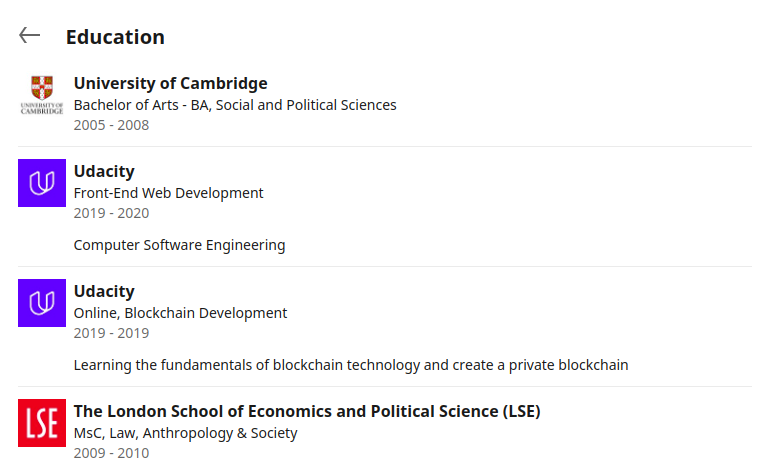 Education
University of Cambridge
Bachelor of Arts - BA, Social and Political Sciences
2005 - 2008
UNIVERSITY OF
CAMBRIDGE
Udacity
Front-End Web Development
2019 - 2020
Computer Software Engineering
Udacity
Online, Blockchain Development
2019 - 2019
Learning the fundamentals of blockchain technology and create a private blockchain
LSE
The London School of Economics and Political Science (LSE)
MsC, Law, Anthropology & Society
2009 - 2010